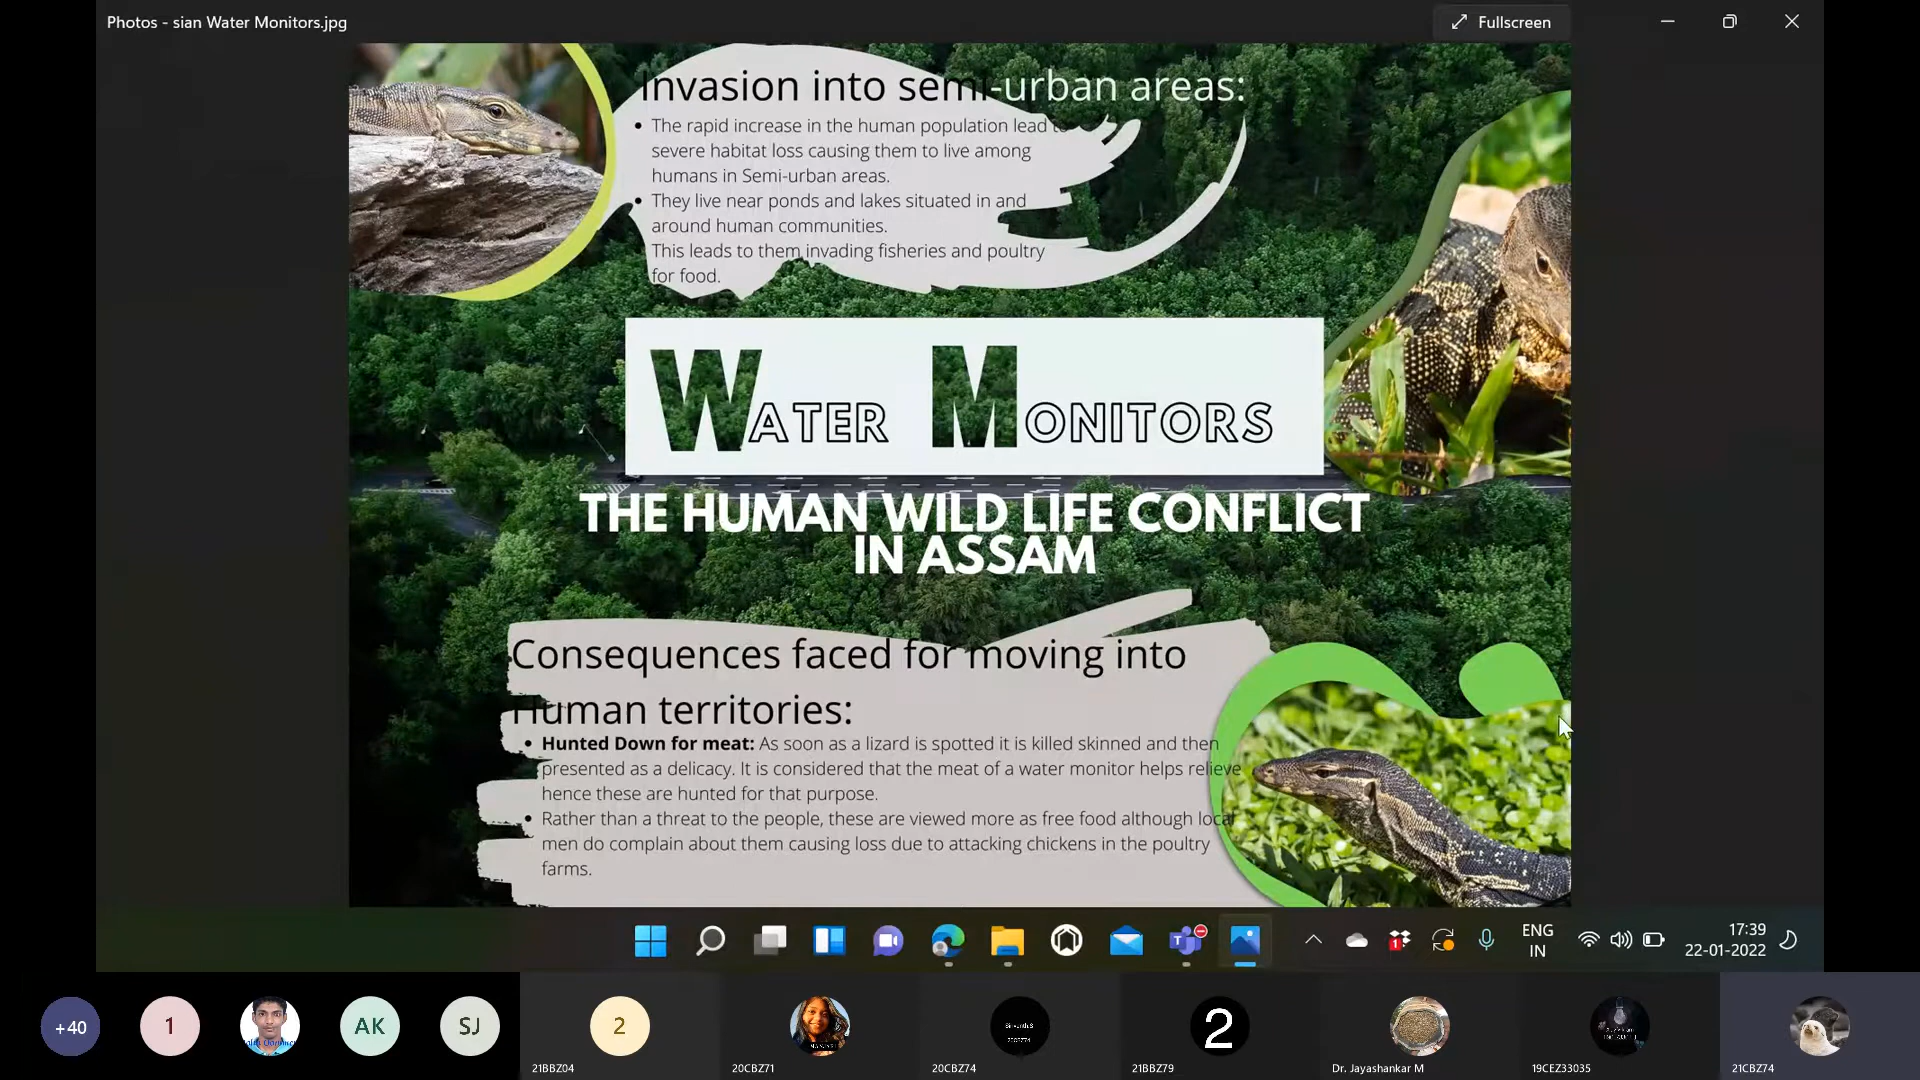 Photos - sian Water Monitors.jpg
Fullscreen
Invasion into semi-urban areas:
The rapid increase in the human population lead to
severe habitat loss causing them to live among
humans in Semi-urban areas.
They live near ponds and lakes situated in and
around human communities.
This leads to them invading fisheries and poultry
for food.
WATER MONITORS
THE HUMAN WILD LIFE CONFLICT
IN ASSAM
Consequences faced for moving into
Human territories:
Hunted Down for meat: As soon as a lizard is spotted it is killed skinned and then
presented as a delicacy. It is considered that the meat of a water monitor helps relieve
hence these are hunted for that purpose.
Rather than a threat to the people, these are viewed more as free food although local
men do complain about them causing loss due to attacking chickens in the poultry
farms.
1
ENG
IN
17:39
22-01-2022
+40
1
AK
SJ
2
21BBZ04
20CBZ71
20CBZ74
2
21BBZ79
Dr. Jayashankar M
19CEZ33035
21CBZ74